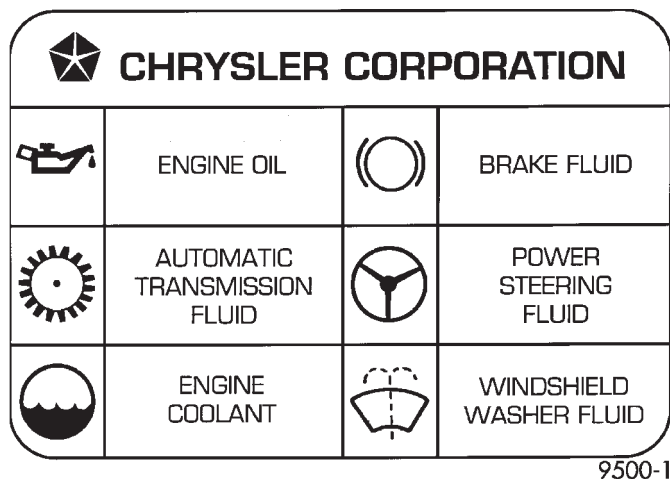 CHRYSLER CORPORATION
ENGINE OIL
BRAKE FLUID
AUTOMATIC
TRANSMISSION
FLUID
POWER
STEERING
FLUID
ENGINE
COOLANT
WINDSHIELD
WASHER FLUID
9500-1